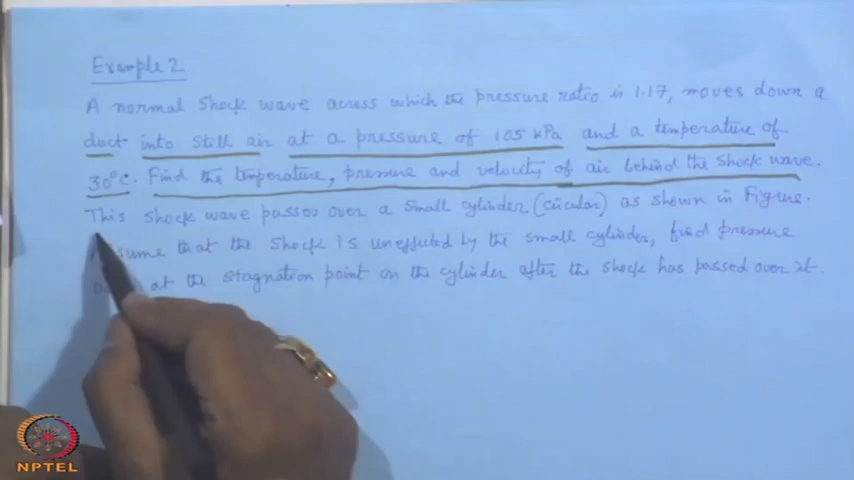 Example 2
A normal shock wave across which the pressure ratio is 1.17, moves down a
duct into still air at a pressure of 105 kPa and a temperature of
30°C. Find the temperature, pressure and velocity of air behind the shock wave.
This shock wave passes over a small cylinder (circular) as shown in Figure.
that the shock is uneffected by the small cylinder, find pressure
at the stagnation point on the cylinder after the shock has passed over it.
NPTEL